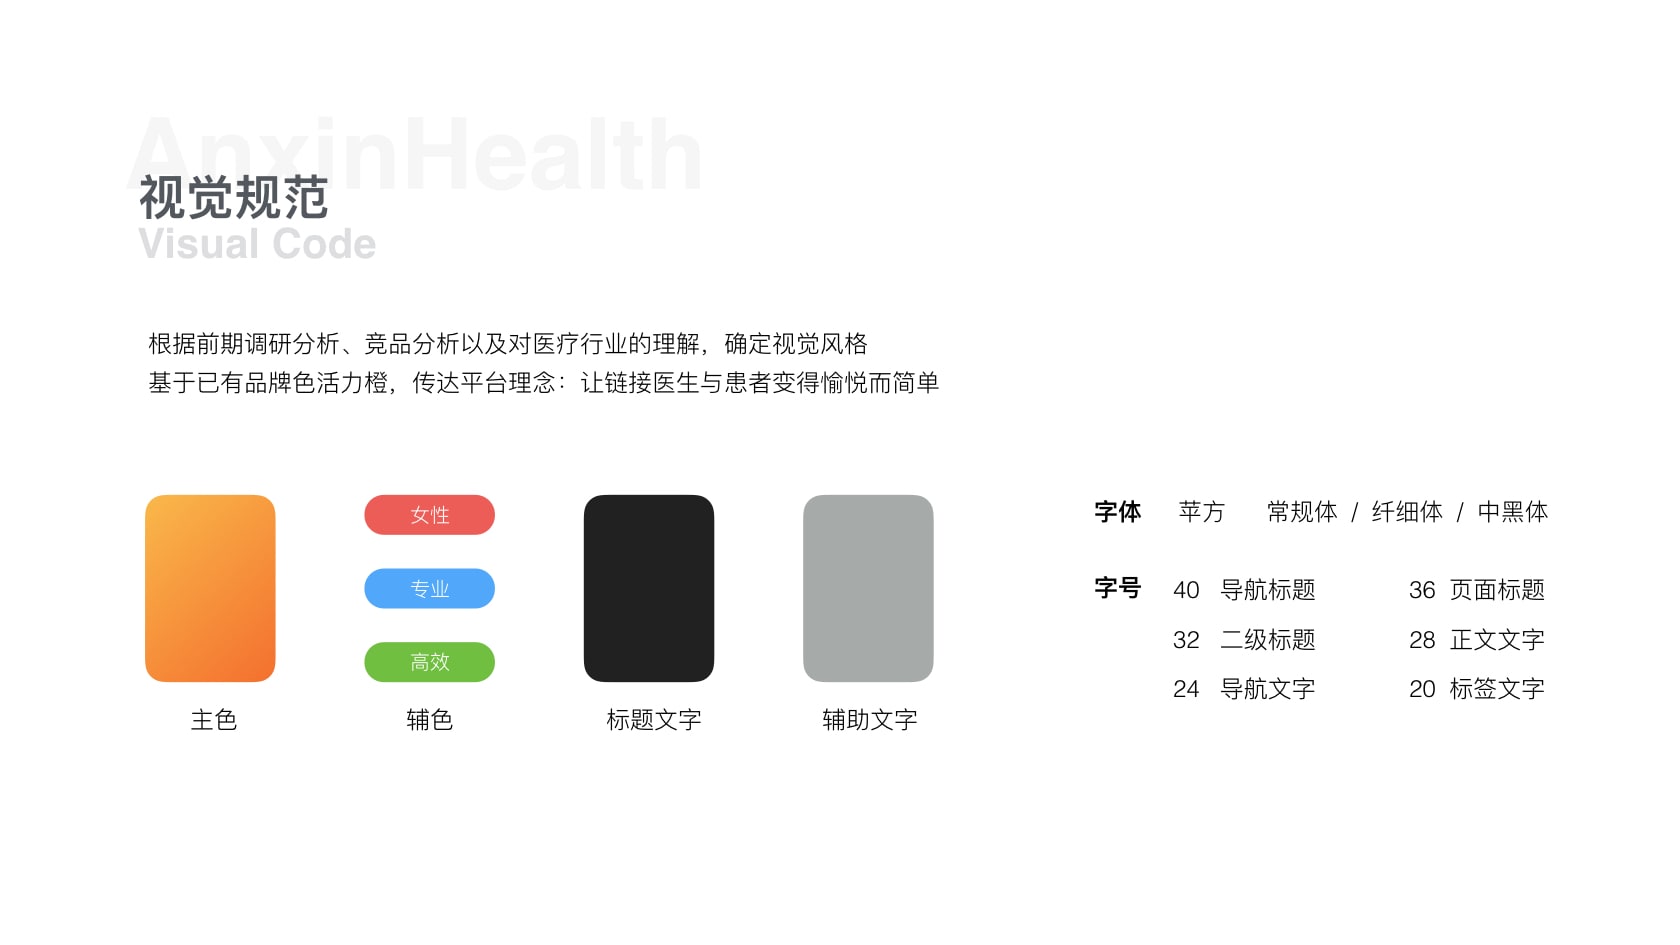 AnxinHealth
视觉规范
Visual Code
根据前期调研分析、竞品分析以及对医疗行业的理解，确定视觉风格
基于已有品牌色活力橙，传达平台理念：让链接医生与患者变得愉悦而简单
女性
专业
高效
主色
辅色
标题文字
辅助文字
字体 苹方 常规体 / 纤细体 / 中黑体
字号 40 导航标题 36 页面标题
32 二级标题 28 正文文字
24 导航文字 20 标签文字